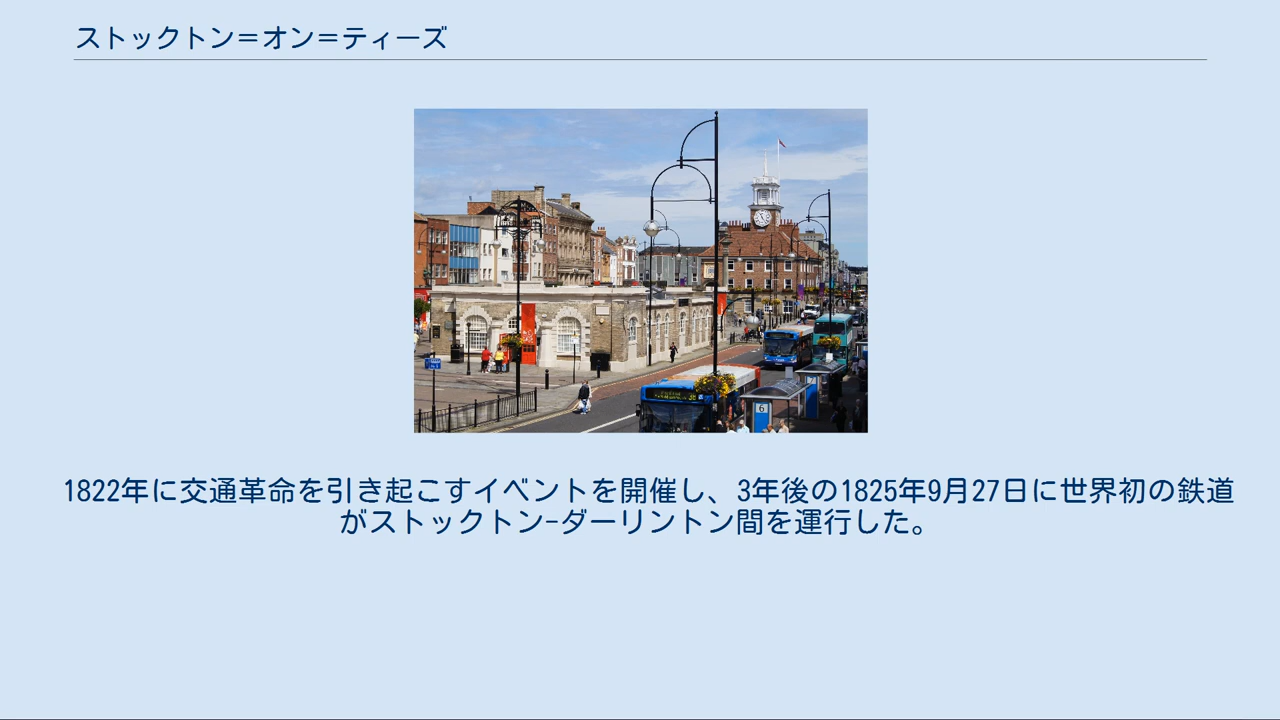 ストックトン＝オン＝ティーズ
6
1822年に交通革命を引き起こすイベントを開催し、3年後の1825年9月27日に世界初の鉄道
がストックトン-ダーリントン間を運行した。